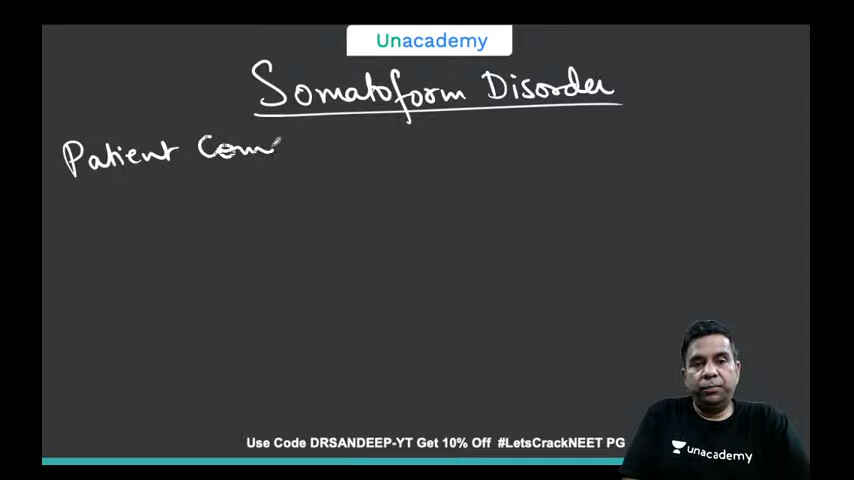 Unacademy
Somatoform Disorder
Patient Com
Use Code DRSANDEEP-YT Get 10% Off #LetsCrackNEET PG
unacademy